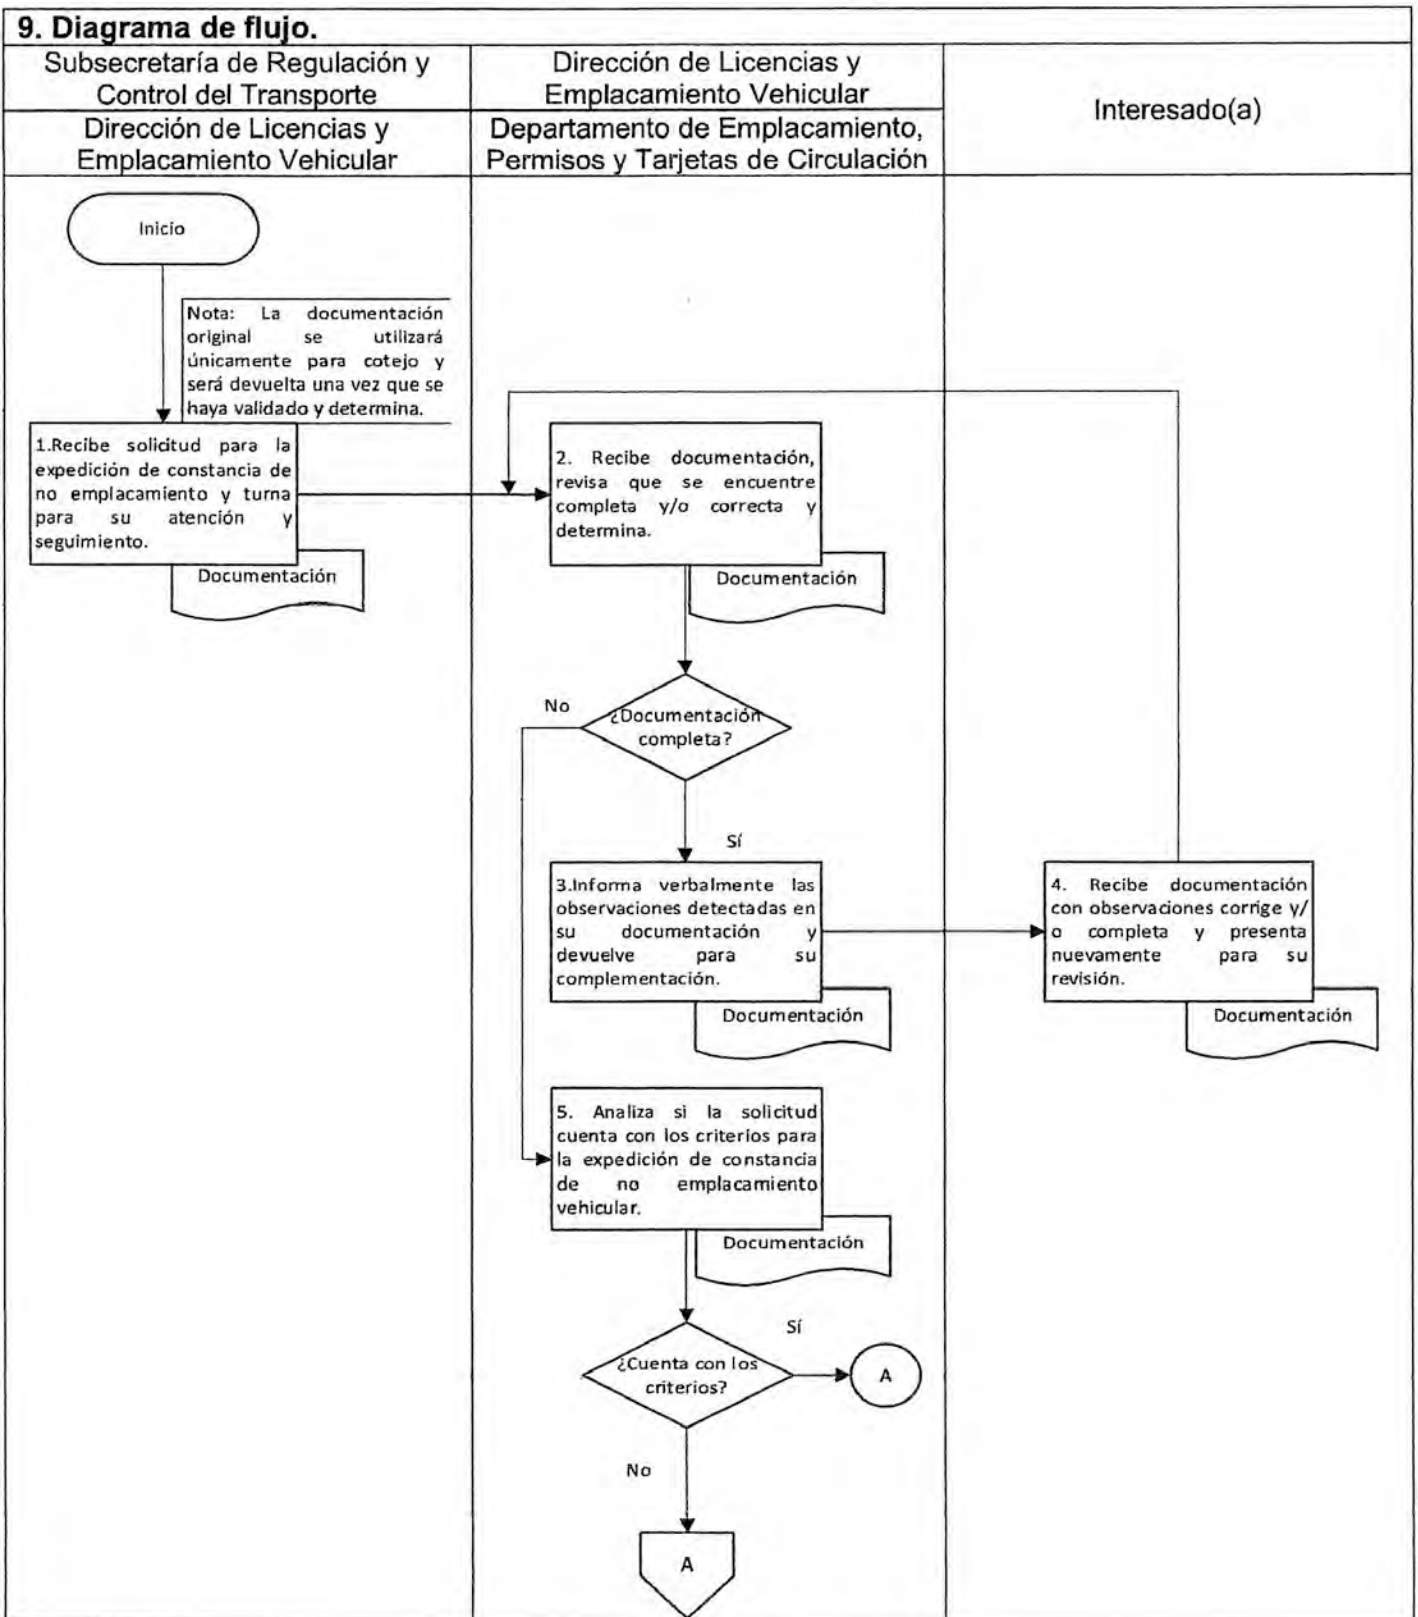 9. Diagrama de flujo.
Subsecretaría de Regulación y
Control del Transporte
Dirección de Licencias y
Emplacamiento Vehicular
Dirección de Licencias y
Emplacamiento Vehicular
Departamento de Emplacamiento,
Permisos y Tarjetas de Circulación
Interesado(a)
Inicio
Nota: La documentación
original se utilizará
únicamente para cotejo y
será devuelta una vez que se
haya validado y determina.
1.Recibe solicitud para la
expedición de constancia de
no emplacamiento y turna
para su atención y
seguimiento.
Documentación
2. Recibe documentación,
revisa que se encuentre
completa y/o correcta y
determina.
Documentación
No
¿Documentación
completa?
Sí
3.Informa verbalmente las
observaciones detectadas en
su documentación y
devuelve para su
complementación.
Documentación
4. Recibe documentación
con observaciones corrige y/
o completa y presenta
nuevamente para su
revisión.
Documentación
5. Analiza si la solicitud
cuenta con los criterios para
la expedición de constancia
de no emplacamiento
vehicular.
Documentación
Sí
¿Cuenta con los
criterios?
A
No
A